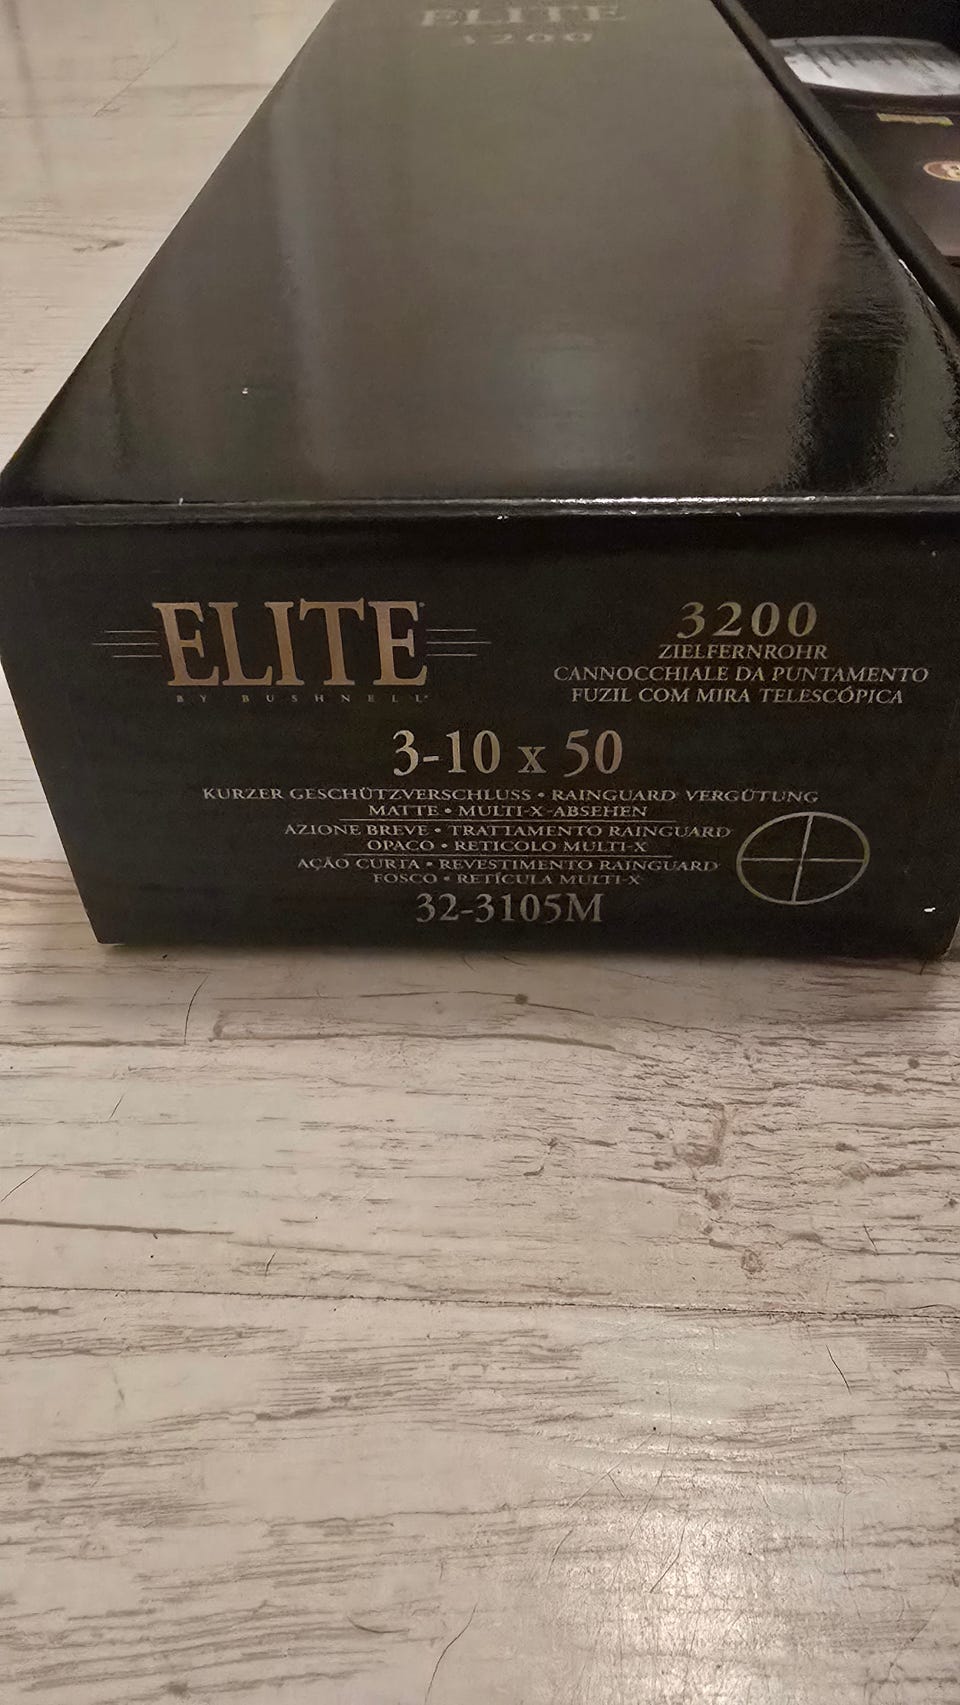 ELITE
3200
ELITE
BY BUSHNELL
3200
ZIELFERNROHR
CANNOCCHIALE DA PUNTAMENTO
FUZIL COM MIRA TELESCÓPICA
3-10 x 50
KURZER GESCHÜTZVERSCHLUSS • RAINGUARD VERGÜTUNG
MATTE • MULTI-X-ABSEHEN
AZIONE BREVE • TRATTAMENTO RAINGUARD
OPACO • RETICOLO MULTI-X
AÇÃO CURTA • REVESTIMENTO RAINGUARD
FOSCO • RETÍCULA MULTI-X
32-3105M